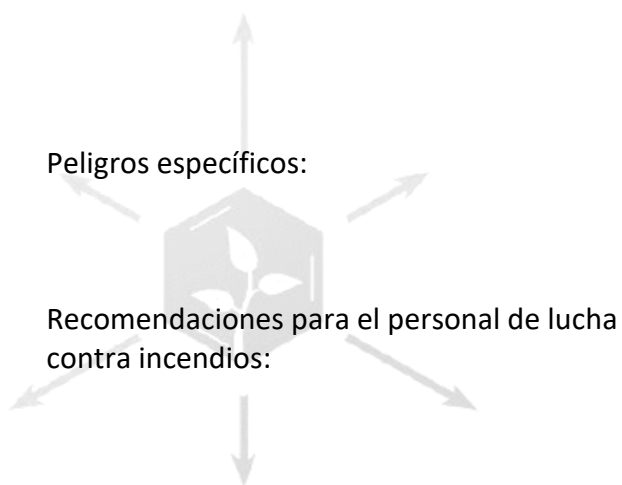 Peligros específicos:
Recomendaciones para el personal de lucha
contra incendios: